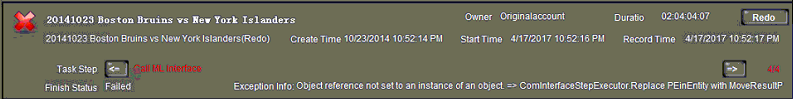 20141023 Boston Bruins vs New York Islanders Owner Originalaccount Duratio 02:04:04:07 Redo
20141023 Boston Bruins vs New York Islanders(Redo) Create Time 10/23/2014 10:52:14 PM Start Time 4/17/2017 10:52:16 PM Record Time 4/17/2017 10:52:17 PM
Task Step <= Call ML Interface => 4/4
Finish Status Failed Exception Info: Object reference not set to an instance of an object. => ComInterfaceStepExecutor.Replace PEinEntity with MoveResultP